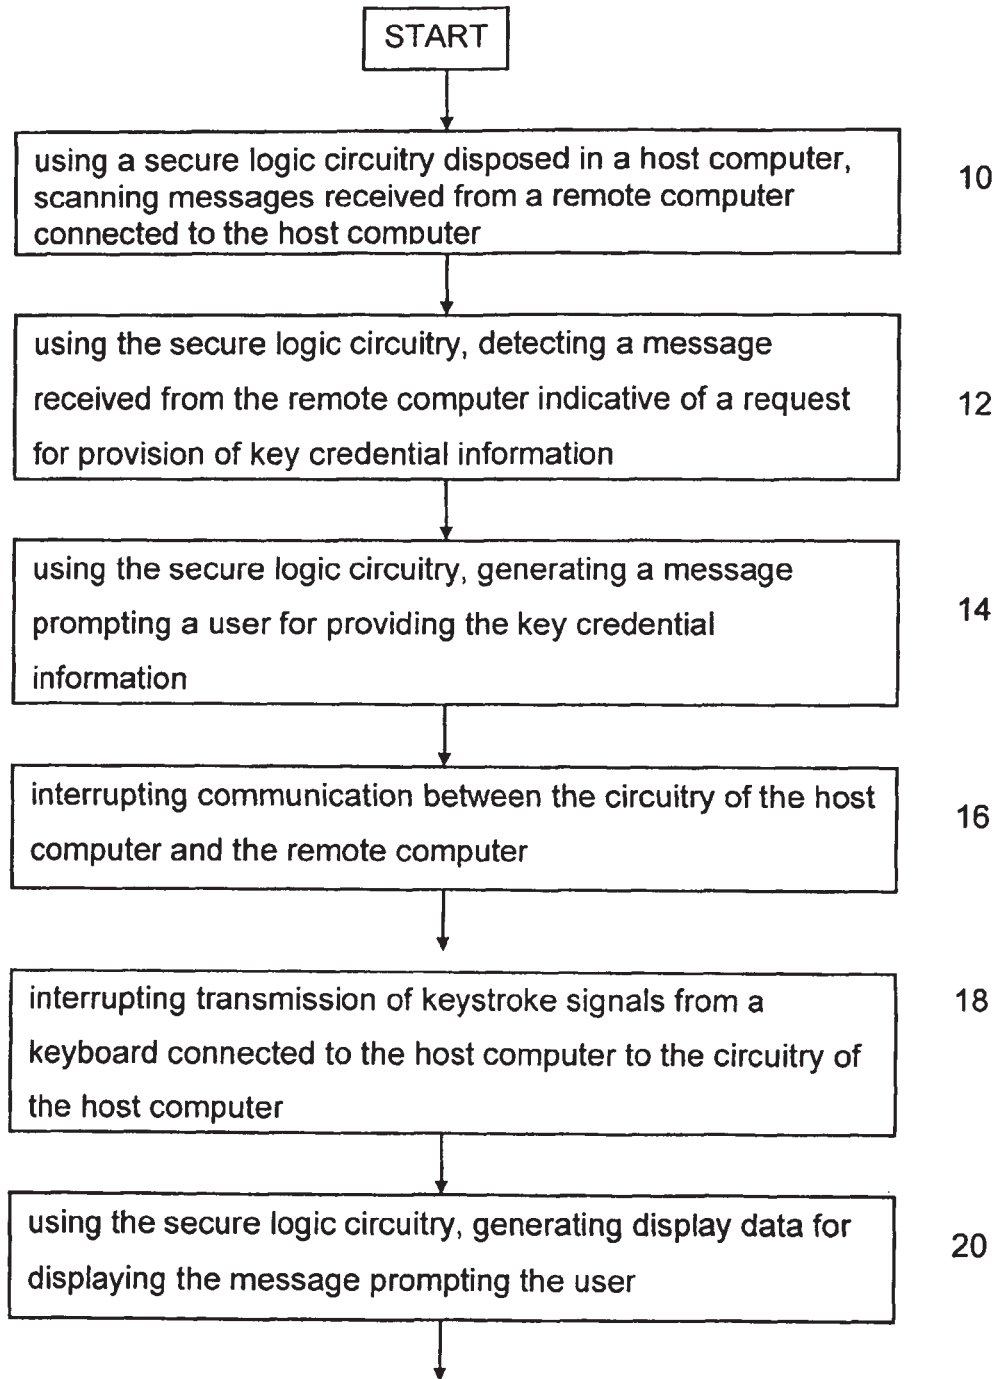 START
using a secure logic circuitry disposed in a host computer,
scanning messages received from a remote computer
connected to the host computer
10
using the secure logic circuitry, detecting a message
received from the remote computer indicative of a request
for provision of key credential information
12
using the secure logic circuitry, generating a message
prompting a user for providing the key credential
information
14
interrupting communication between the circuitry of the host
computer and the remote computer
16
interrupting transmission of keystroke signals from a
keyboard connected to the host computer to the circuitry of
the host computer
18
using the secure logic circuitry, generating display data for
displaying the message prompting the user
20